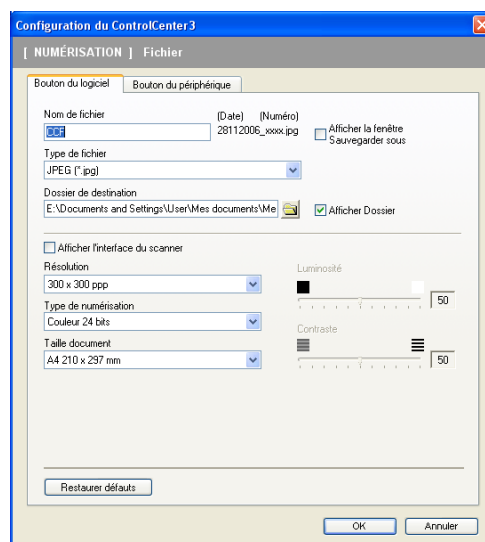 Configuration du ControlCenter3
[ NUMÉRISATION ] Fichier
Bouton du logiciel Bouton du périphérique
Nom de fichier (Date) (Numéro)
CCF 28112006_xxxx.jpg Afficher la fenêtre
Sauvegarder sous
Type de fichier
JPEG (*.jpg)
Dossier de destination
E:\Documents and Settings\User\Mes documents\Me Afficher Dossier
Afficher l'interface du scanner
Résolution Luminosité
300 x 300 ppp 50
Type de numérisation
Couleur 24 bits Contraste
Taille document
A4 210 x 297 mm 50
Restaurer défauts
OK Annuler